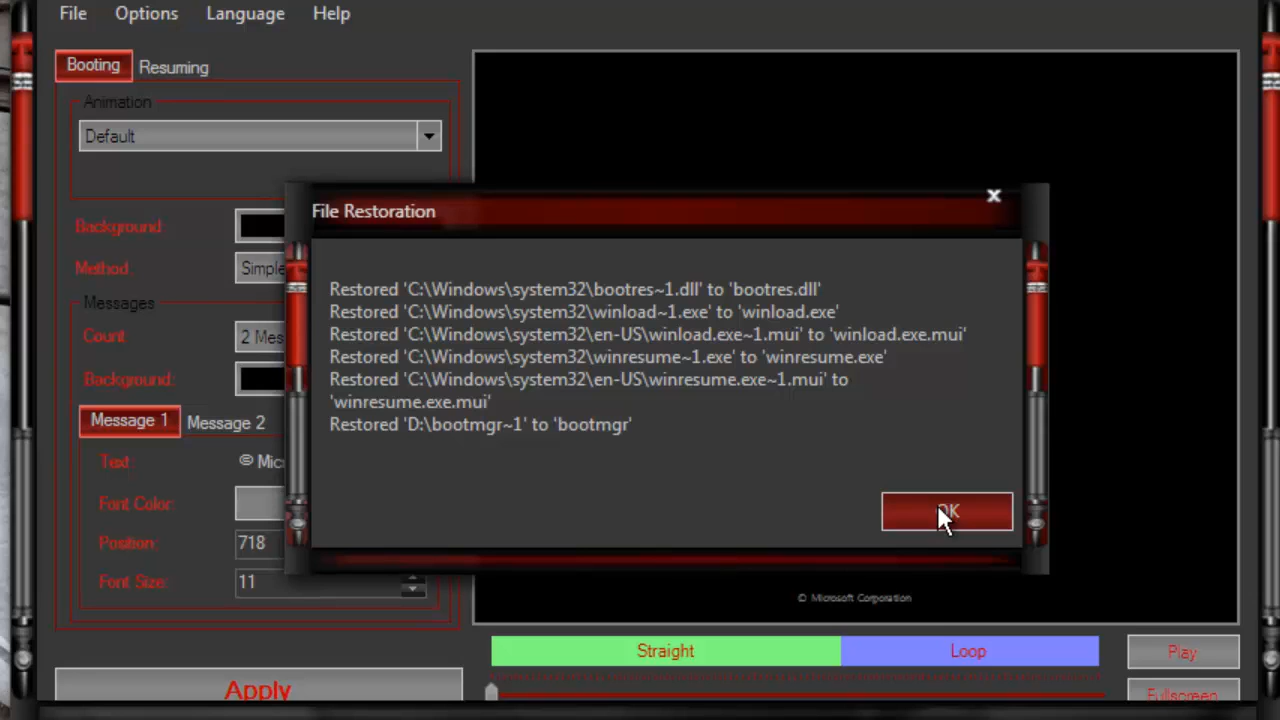 File Options Language Help
Booting Resuming
Animation
Default
Background:
Method: Simple
Messages
Count 2 Mes
Background:
Message 1 Message 2
Text: © Mic
Font Color:
Position: 718
Font Size: 11
Apply
File Restoration
Restored 'C:\Windows\system32\bootres~1.dll' to 'bootres.dll'
Restored 'C:\Windows\system32\winload~1.exe' to 'winload.exe'
Restored 'C:\Windows\system32\en-US\winload.exe~1.mui' to 'winload.exe.mui'
Restored 'C:\Windows\system32\winresume~1.exe' to 'winresume.exe'
Restored 'C:\Windows\system32\en-US\winresume.exe~1.mui' to
'winresume.exe.mui'
Restored 'D:\bootmgr~1' to 'bootmgr'
OK
© Microsoft Corporation
Straight Loop Play
Fullscreen